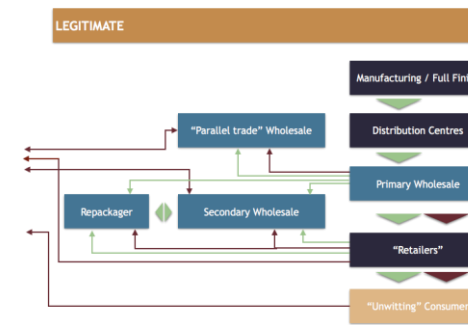 LEGITIMATE
Manufacturing / Full Fini
"Parallel trade" Wholesale
Distribution Centres
Primary Wholesale
Repackager
Secondary Wholesale
"Retailers"
"Unwitting" Consumer